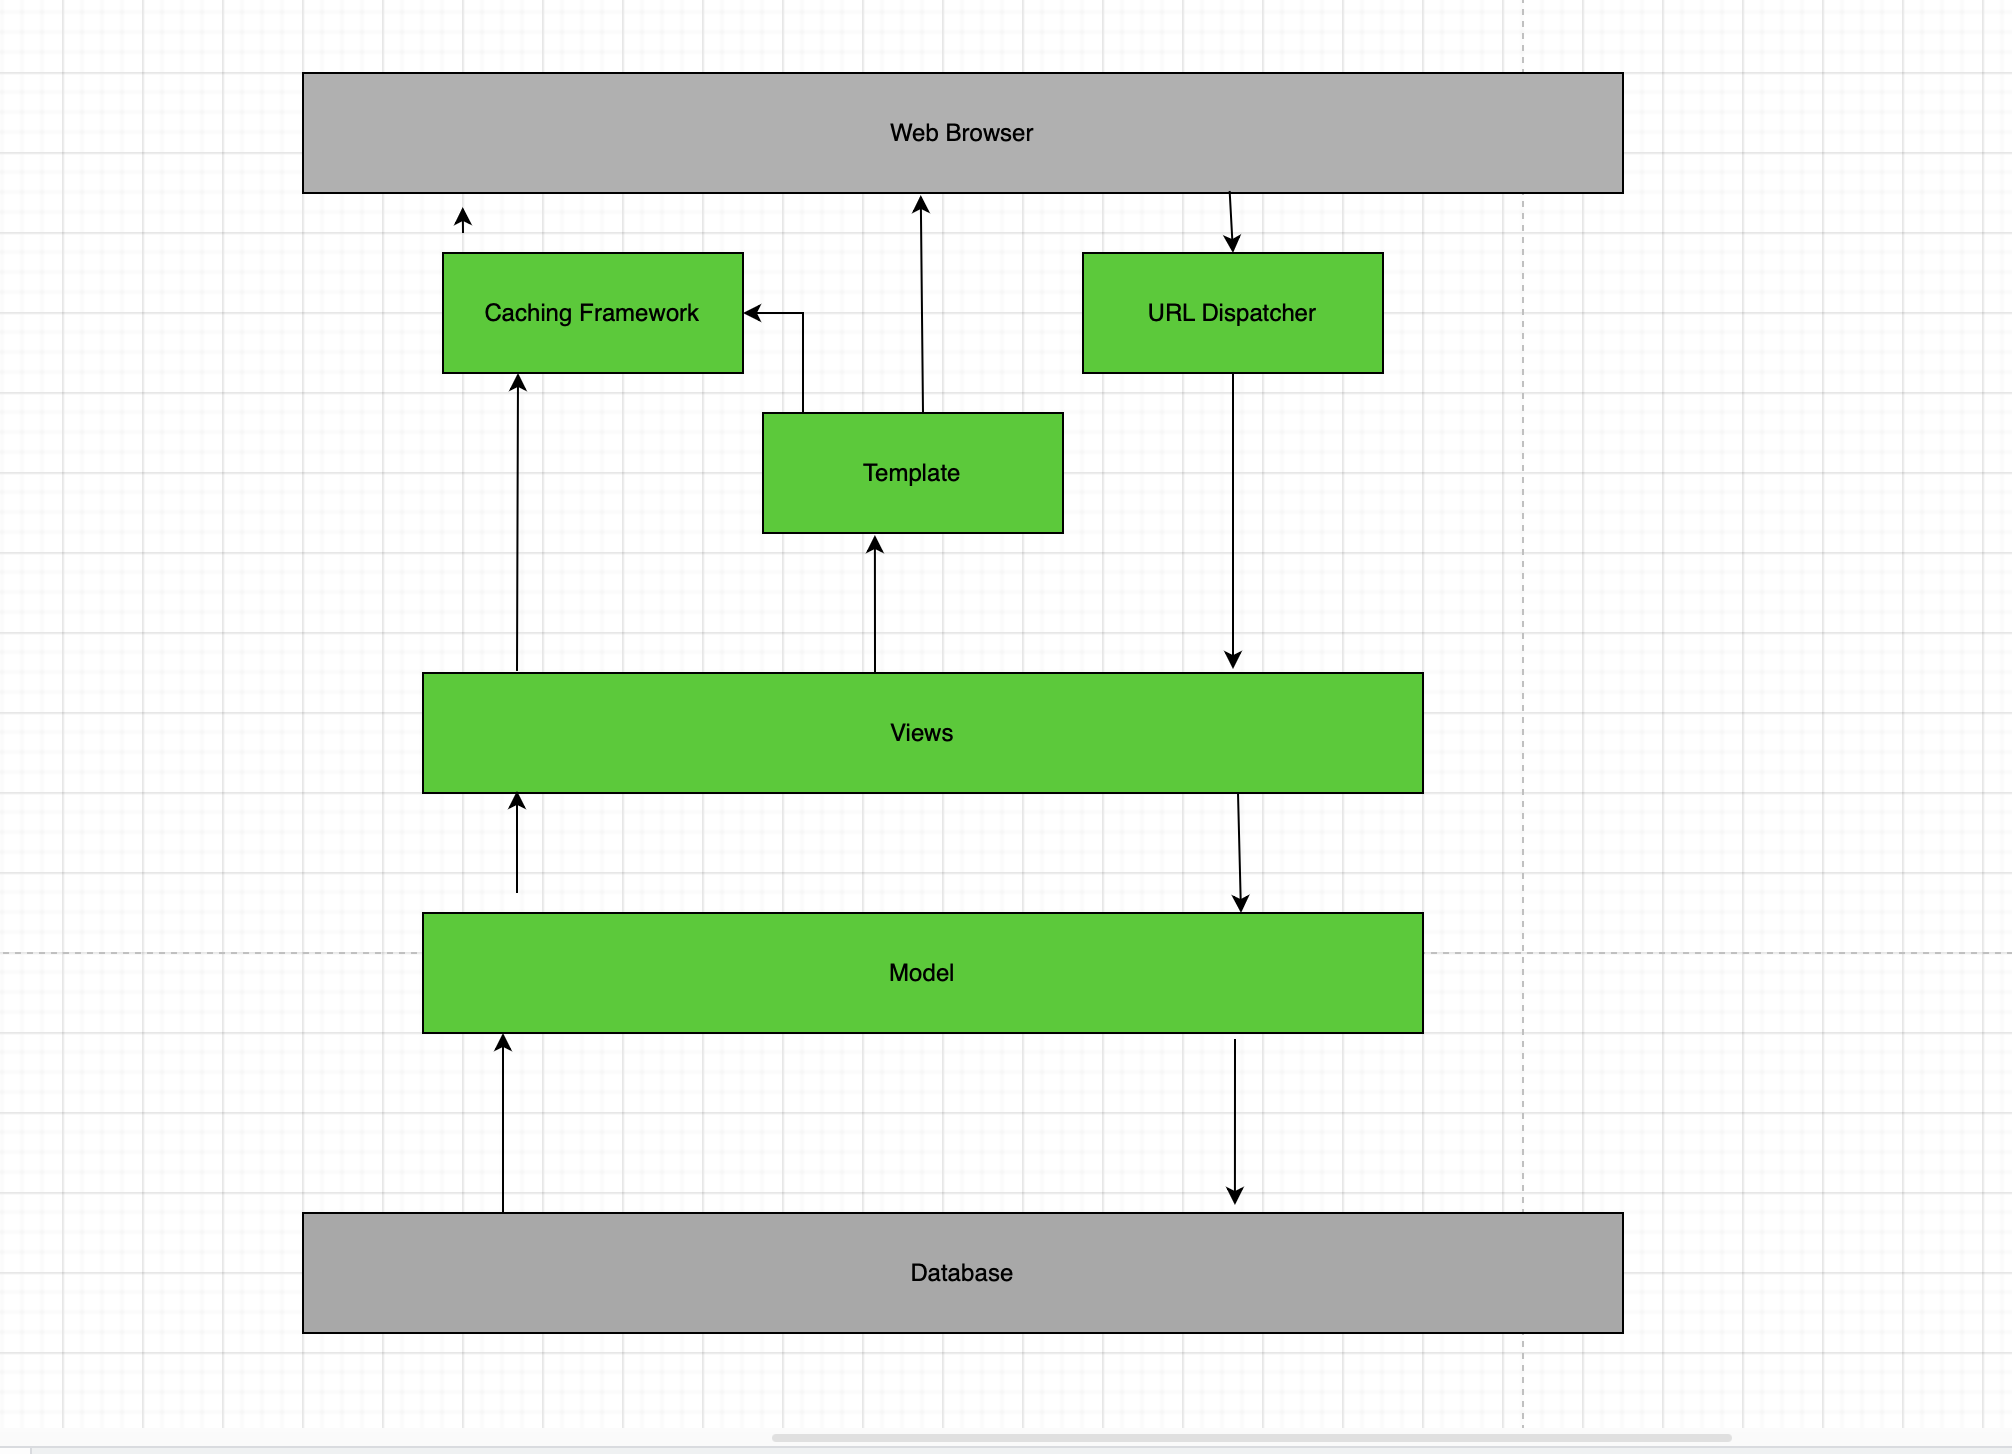 Web Browser
Caching Framework
URL Dispatcher
Template
Views
Model
Database